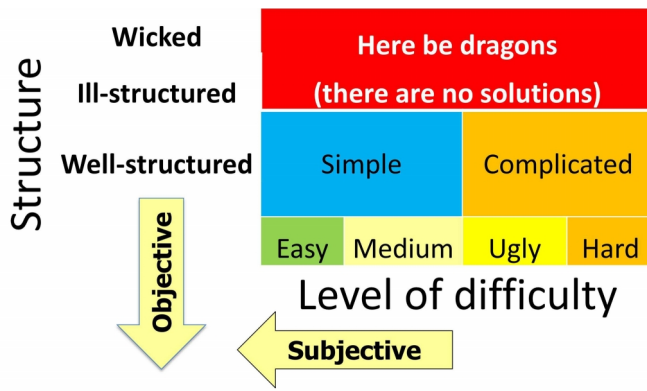 Structure
Wicked
Ill-structured
Well-structured
Here be dragons
(there are no solutions)
Simple
Complicated
Easy
Medium
Ugly
Hard
Level of difficulty
Objective
Subjective